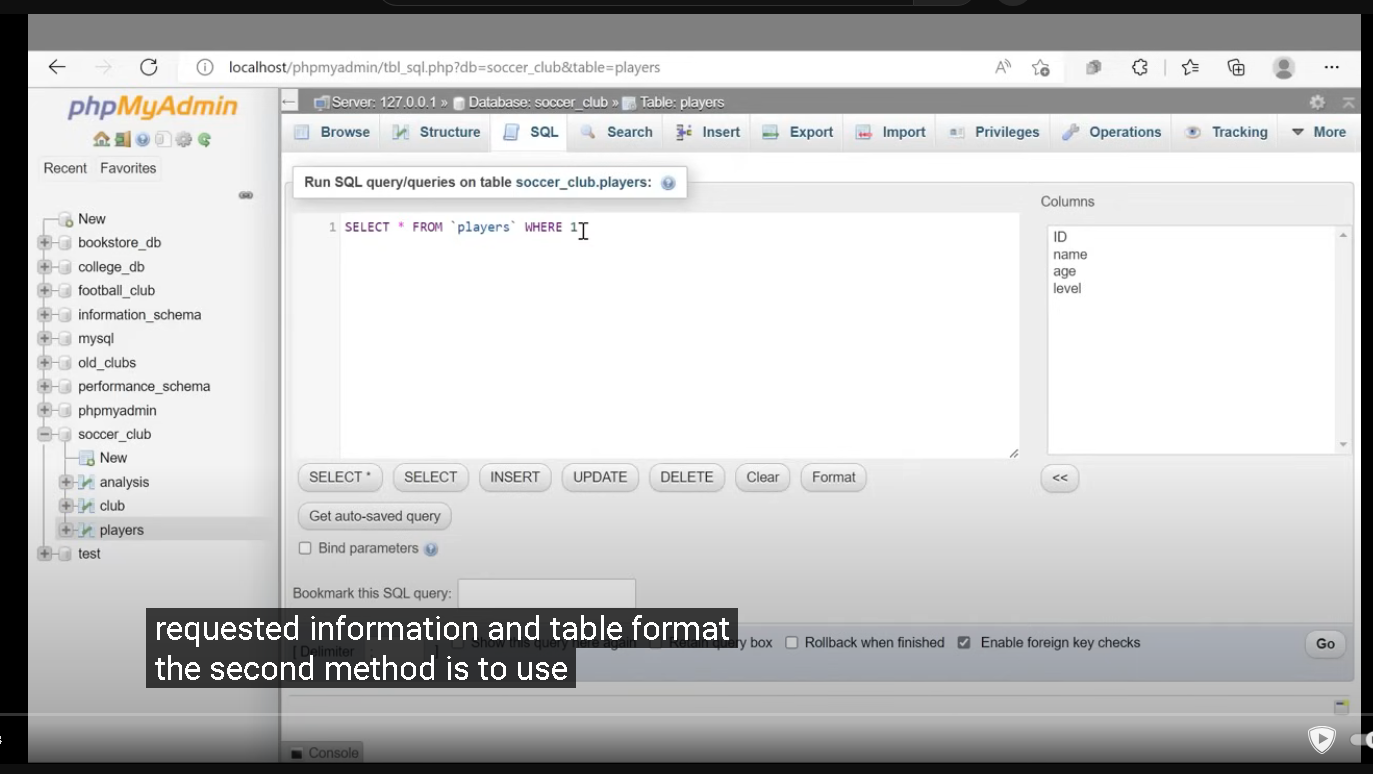 localhost/phpmyadmin/tbl_sql.php?db=soccer_club&table=players
phpMyAdmin
Recent Favorites
New
bookstore_db
college_db
football_club
information_schema
mysql
old_clubs
performance_schema
phpmyadmin
soccer_club
New
analysis
club
players
test
Server: 127.0.0.1 » Database: soccer_club » Table: players
Browse Structure SQL Search Insert Export Import Privileges Operations Tracking More
Run SQL query/queries on table soccer_club.players:
1 SELECT * FROM `players` WHERE 1
Columns
ID
name
age
level
SELECT * SELECT INSERT UPDATE DELETE Clear Format <<
Get auto-saved query
Bind parameters
Bookmark this SQL query:
[ Delimiter ; ] Show this query here again Retain query box Rollback when finished Enable foreign key checks Go
requested information and table format
the second method is to use
Console